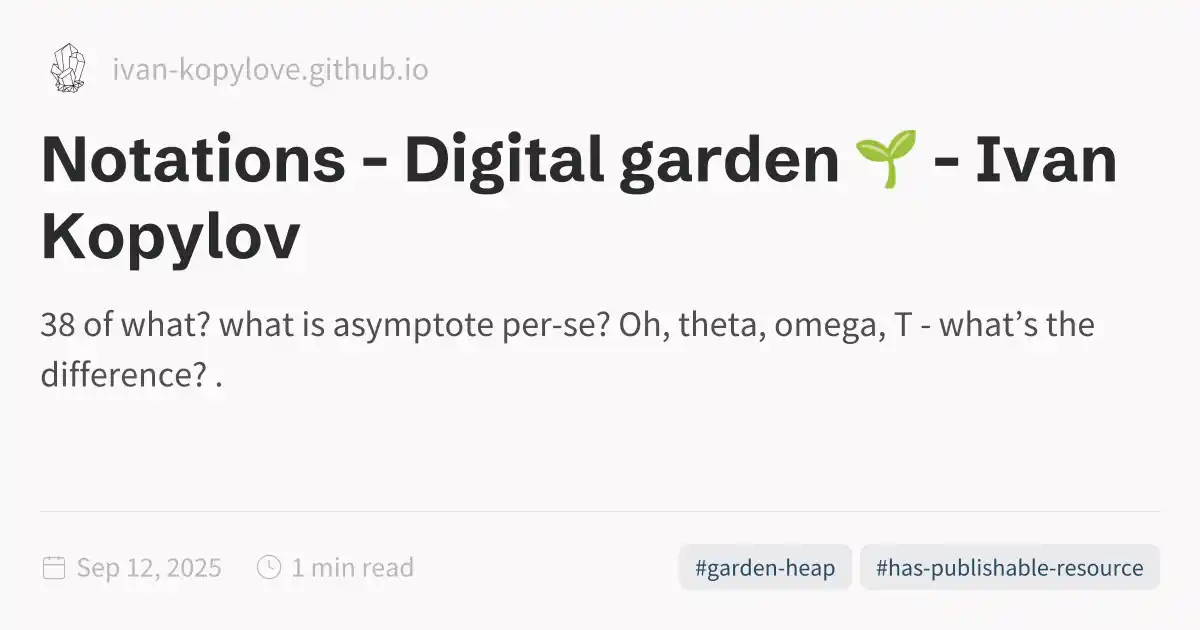 ivan-kopylove.github.io
Notations - Digital garden 🌱 - Ivan
Kopylov
38 of what? what is asymptote per-se? Oh, theta, omega, T - what’s the
difference? .
Sep 12, 2025
1 min read
#garden-heap
#has-publishable-resource